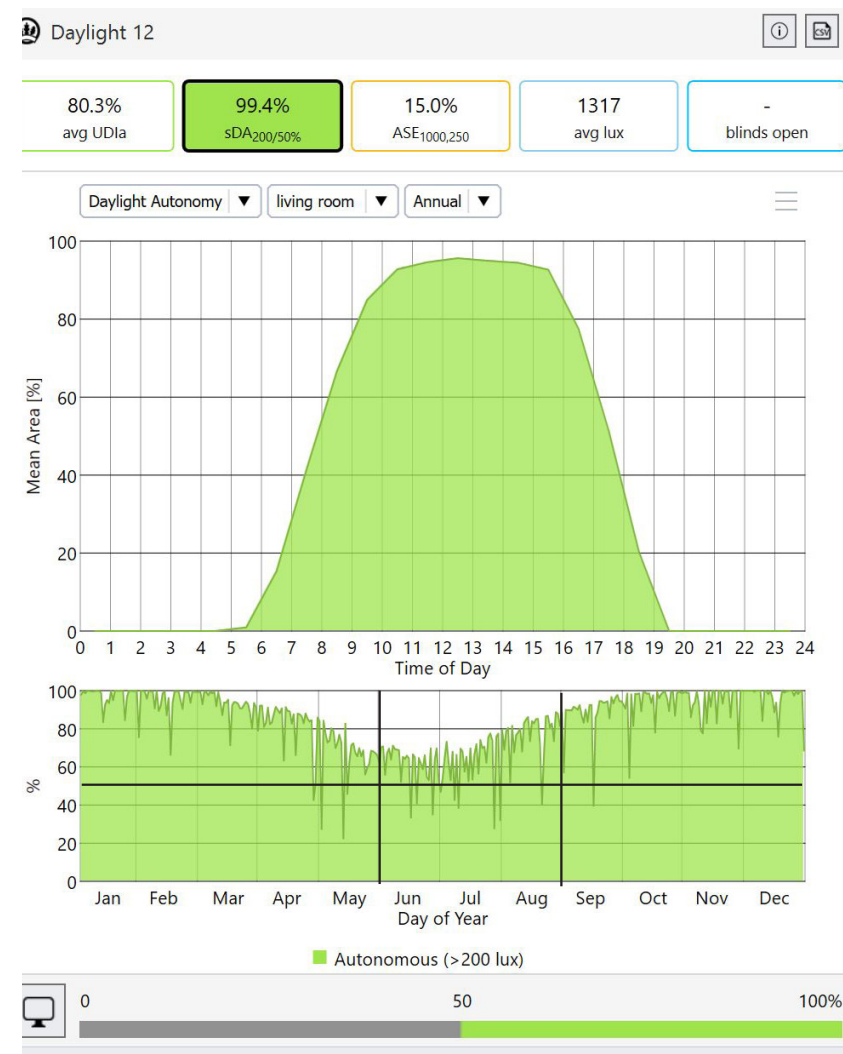 Daylight 12
CSV
80.3% 99.4% 15.0% 1317 -
avg UDIa sDA200/50% ASE1000,250 avg lux blinds open
Daylight Autonomy ▼ living room ▼ Annual ▼
100
80
60
40
20
0
Mean Area [%]
0 1 2 3 4 5 6 7 8 9 10 11 12 13 14 15 16 17 18 19 20 21 22 23 24
Time of Day
100
80
60
40
20
0
%
Jan Feb Mar Apr May Jun Jul Aug Sep Oct Nov Dec
Day of Year
Autonomous (>200 lux)
0 50 100%